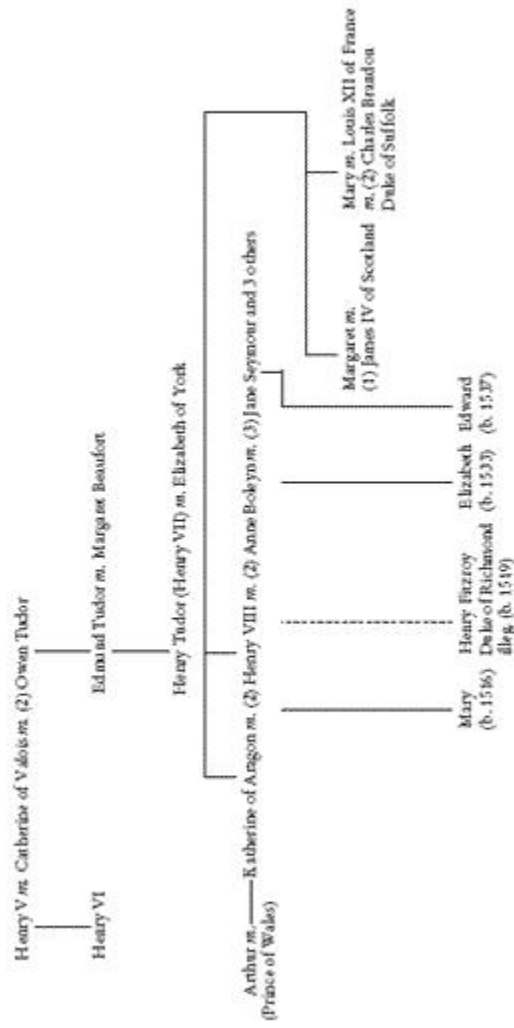 Henry V m. Catherine of Valois m. (2) Owen Tudor
Henry VI
Edmund Tudor m. Margaret Beaufort
Henry Tudor (Henry VII) m. Elizabeth of York
Arthur m.
(Prince of Wales)
Katherine of Aragon m. (2) Henry VIII m. (2) Anne Boleyn m. (3) Jane Seymour and 3 others
Margaret m.
(1) James IV of Scotland
Mary m. Louis XII of France
m. (2) Charles Brandon
Duke of Suffolk
Mary
(b. 1516)
Henry Fitzroy
Duke of Richmond
illeg. (b. 1519)
Elizabeth
(b. 1533)
Edward
(b. 1537)